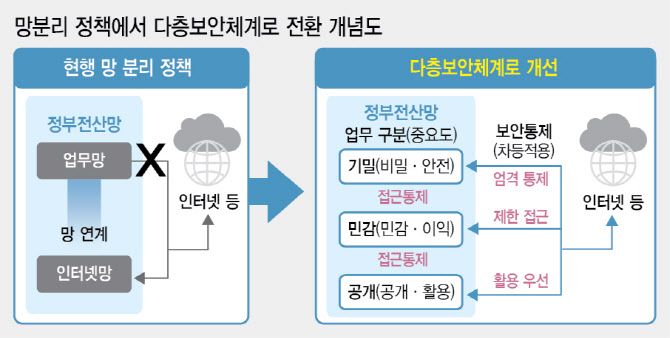 망분리 정책에서 다층보안체계로 전환 개념도
현행 망 분리 정책
정부전산망
업무망
X
인터넷 등
망 연계
인터넷망
다층보안체계로 개선
정부전산망
업무 구분(중요도)
보안통제
(차등적용)
기밀(비밀·안전)
엄격 통제
인터넷 등
접근통제
민감(민감·이익)
제한 접근
접근통제
공개(공개·활용)
활용 우선